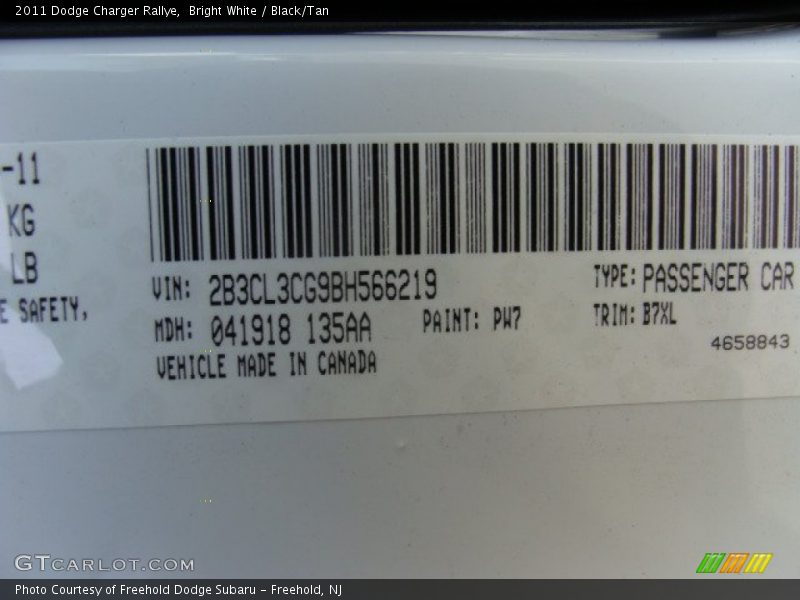 2011 Dodge Charger Rallye, Bright White / Black/Tan
-11
KG
LB
E SAFETY,
VIN: 2B3CL3CG9BH566219
TYPE: PASSENGER CAR
MDH: 041918 135AA
PAINT: PW7
TRIM: B7XL
VEHICLE MADE IN CANADA
4658843
GTCARLOT.COM
Photo Courtesy of Freehold Dodge Subaru - Freehold, NJ